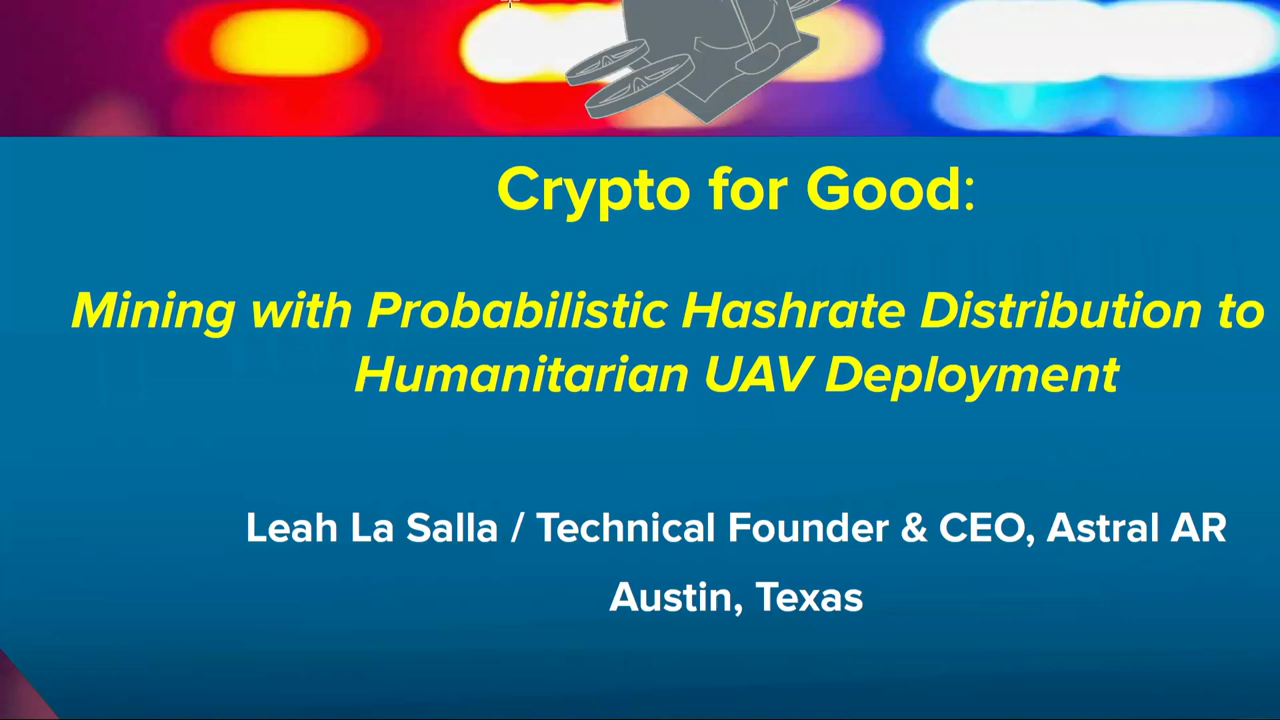 Crypto for Good:
Mining with Probabilistic Hashrate Distribution to
Humanitarian UAV Deployment
Leah La Salla / Technical Founder & CEO, Astral AR
Austin, Texas